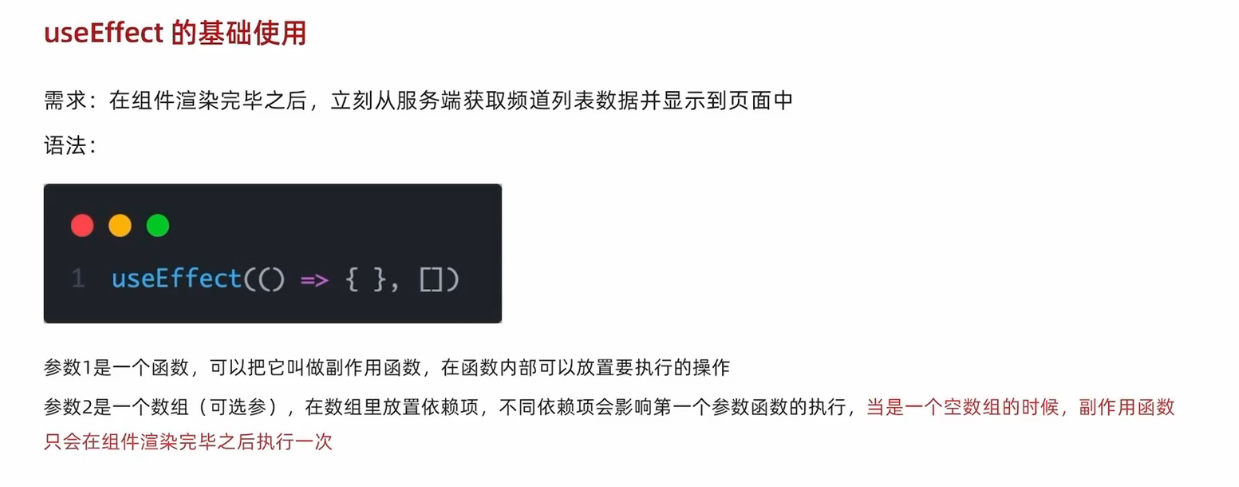 useEffect 的基础使用
需求：在组件渲染完毕之后，立刻从服务端获取频道列表数据并显示到页面中
语法：
1 useEffect(() => { }, [])
参数1是一个函数，可以把它叫做副作用函数，在函数内部可以放置要执行的操作
参数2是一个数组（可选参），在数组里放置依赖项，不同依赖项会影响第一个参数函数的执行，当是一个空数组的时候，副作用函数
只会在组件渲染完毕之后执行一次